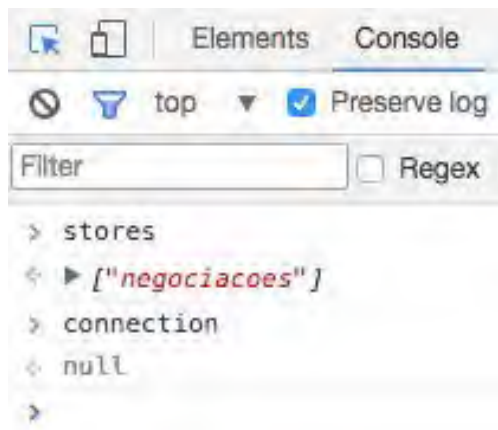 Elements Console
top ▼ Preserve log
Filter Regex
> stores
< ▶ ["negociacoes"]
> connection
< null
>